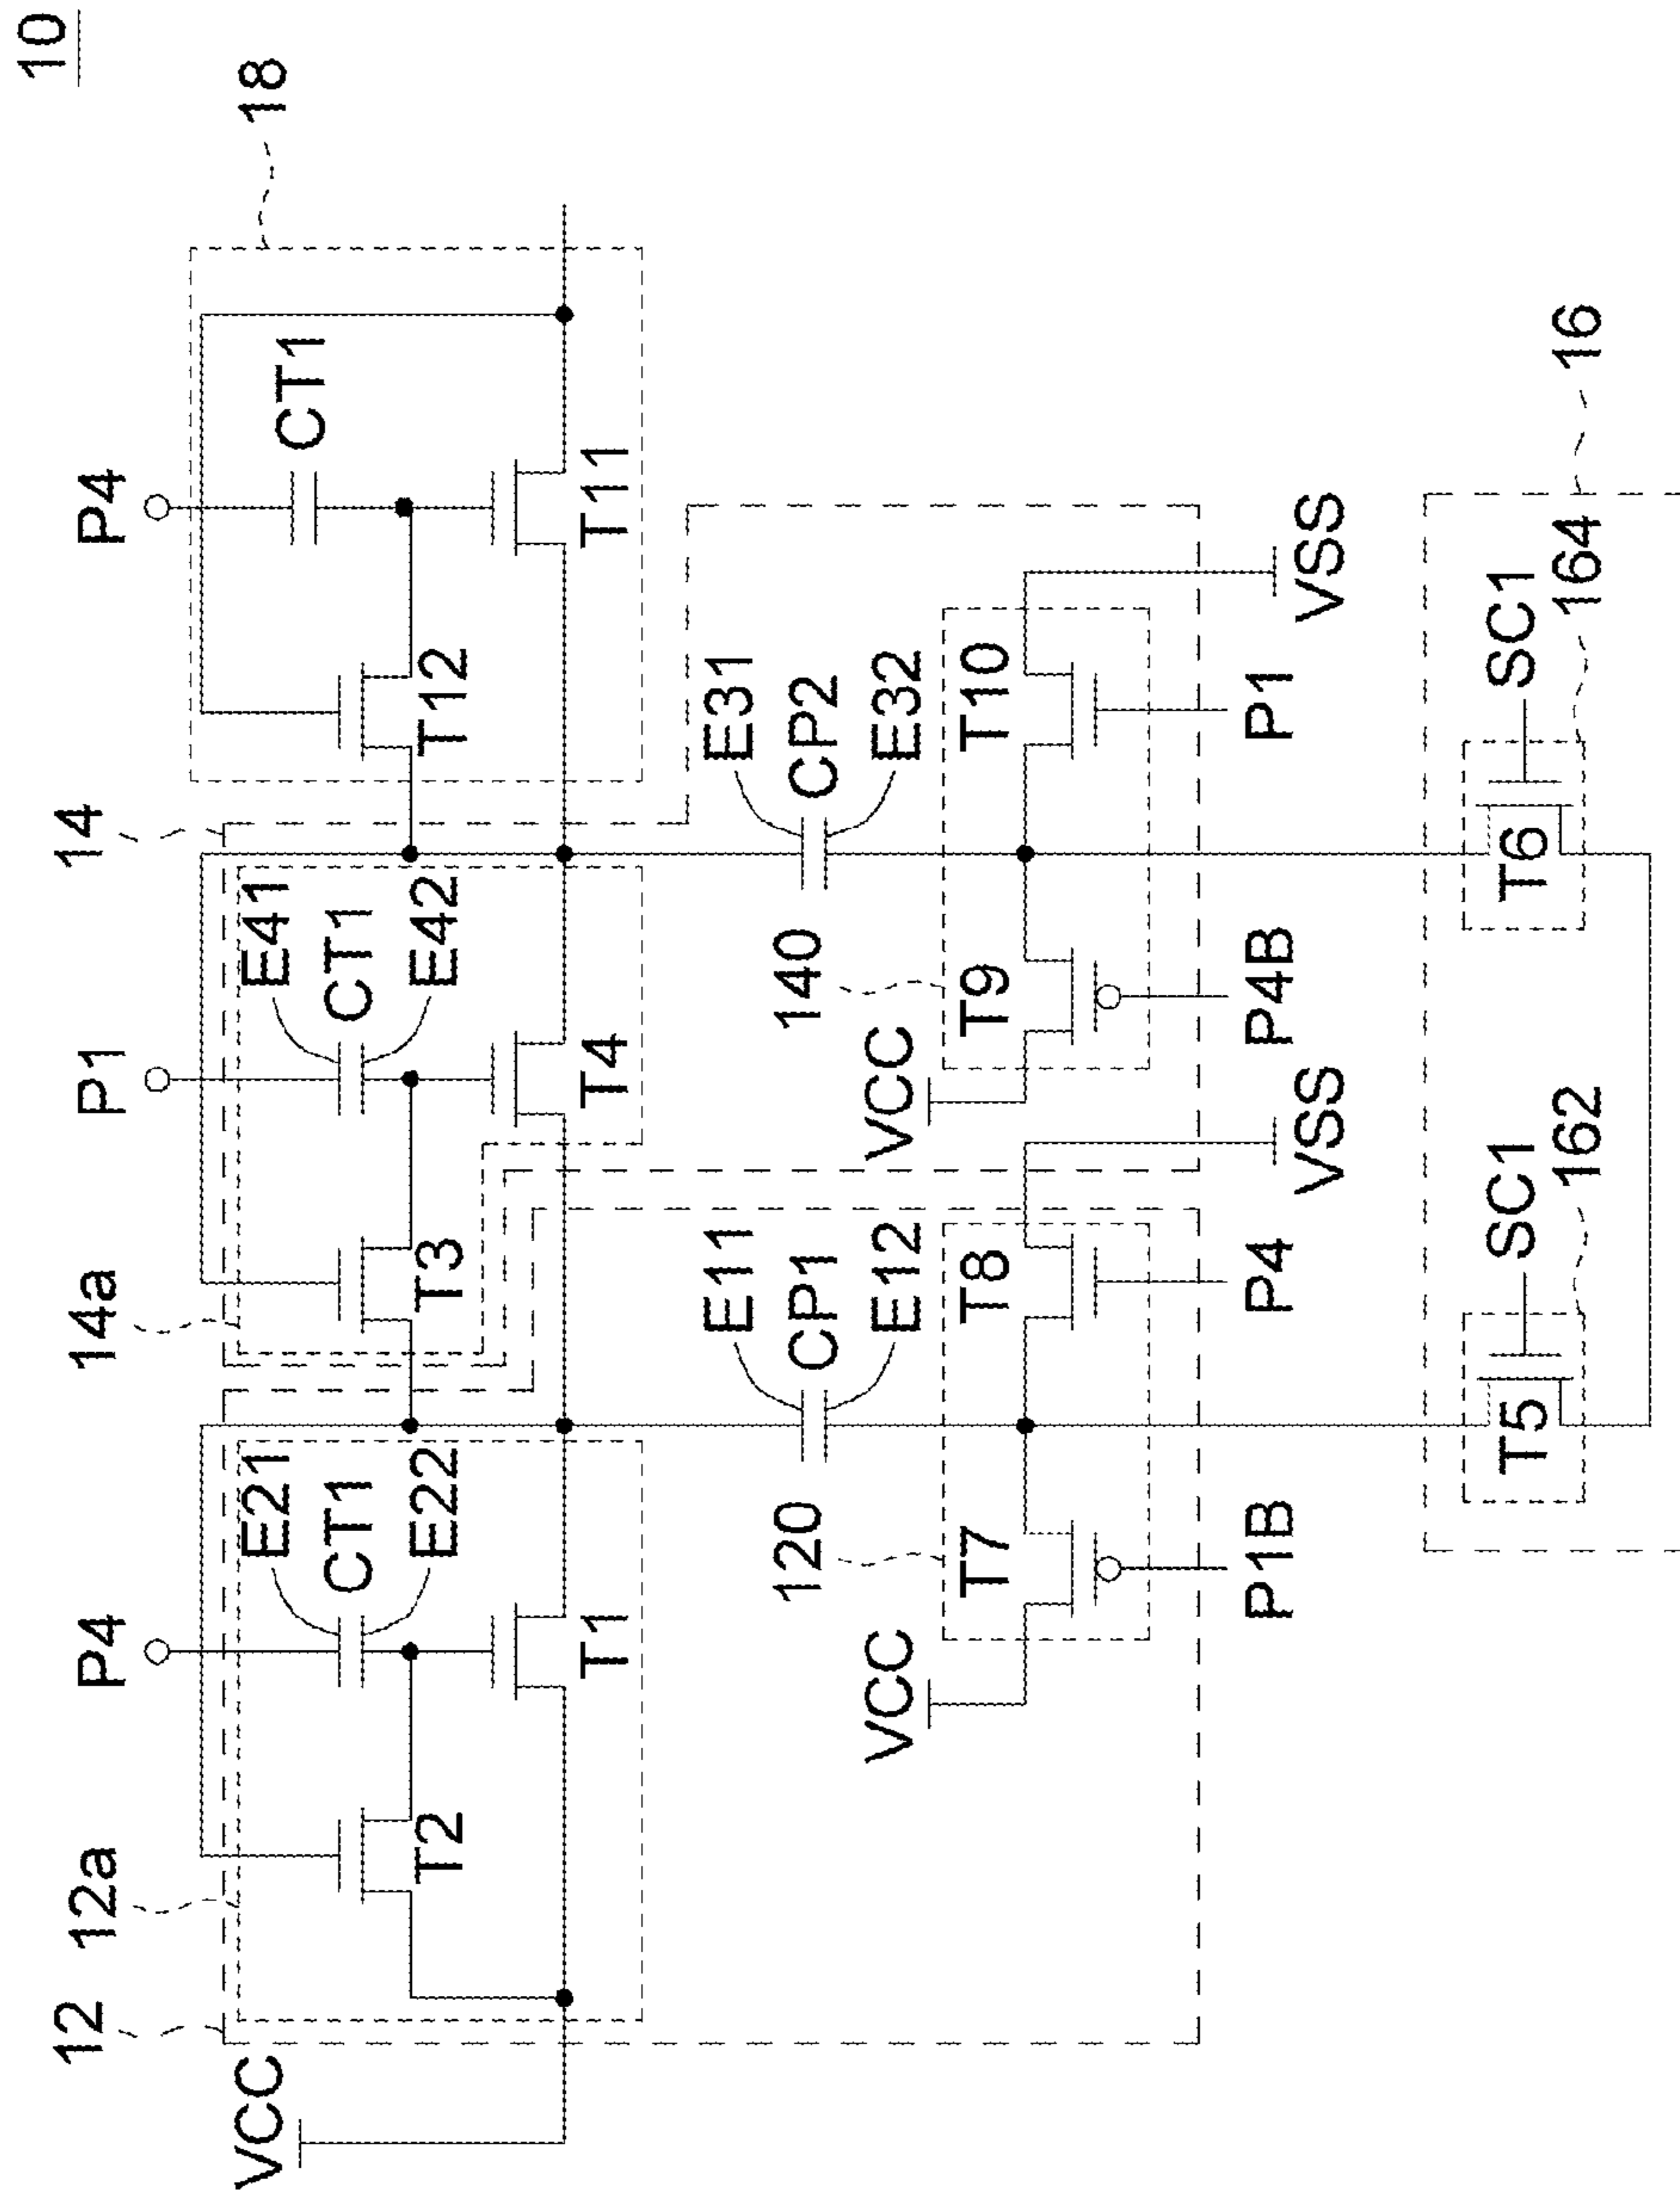 10
12
12a
P4
14a
P1
14
P4
18
VCC
E21
CT1
E22
T2
T1
E41
CT1
E42
T3
T4
CT1
T12
T11
120
E11
CP1
E12
140
E31
CP2
E32
VCC
T7
T8
VCC
T9
T10
P1B
P4
VSS
P4B
P1
VSS
T5
SC1
162
T6
SC1
164
16